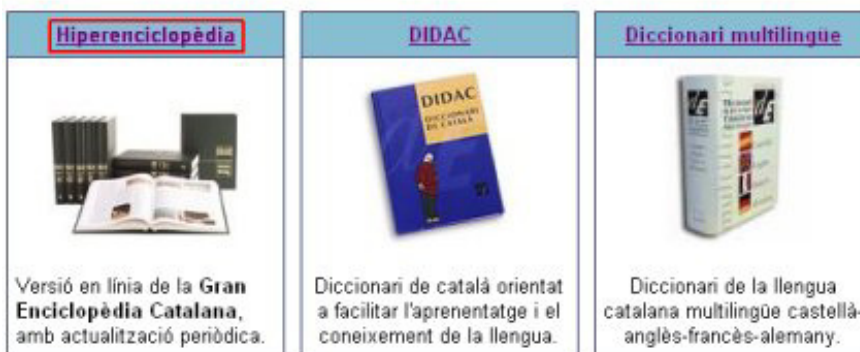 Hiperenciclopèdia
DIDAC
Diccionari multilingüe
DIDAC
DICCIONARI
DE CATALÀ
Versió en línia de la Gran
Enciclopèdia Catalana,
amb actualització periòdica.
Diccionari de català orientat
a facilitar l'aprenentatge i el
coneixement de la llengua.
Diccionari de la llengua
catalana multilingüe castellà-
anglès-francès-alemany.